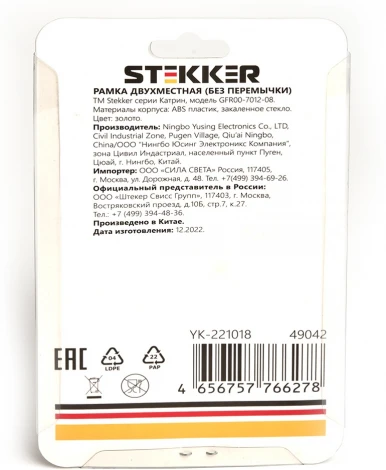 STEKKER
РАМКА ДВУХМЕСТНАЯ (БЕЗ ПЕРЕМЫЧКИ)
TM Stekker серии Катрин, модель GFR00-7012-08.
Материалы корпуса: ABS пластик, закаленное стекло.
Цвет: золото.
Производитель: Ningbo Yusing Electronics Co., LTD,
Civil Industrial Zone, Pugen Village, Qiu'ai Ningbo,
China/ООО "Нингбо Юсинг Электроникс Компания",
зона Цивил Индастриал, населенный пункт Пуген,
Цюай, г. Нингбо, Китай.
Импортер: ООО «СИЛА СВЕТА» Россия, 117405,
г. Москва, ул. Дорожная, д. 48. Тел. +7(499) 394-69-26.
Официальный представитель в России:
ООО «Штекер Свисс Групп», 117403, г. Москва,
Востряковский проезд, д.10Б, стр.7, к.27.
Тел.: +7 (499) 394-48-36.
Произведено в Китае.
Дата изготовления: 12.2022.
YK-221018 49042
EAC
04
LDPE
22
PAP
4 656757 766278